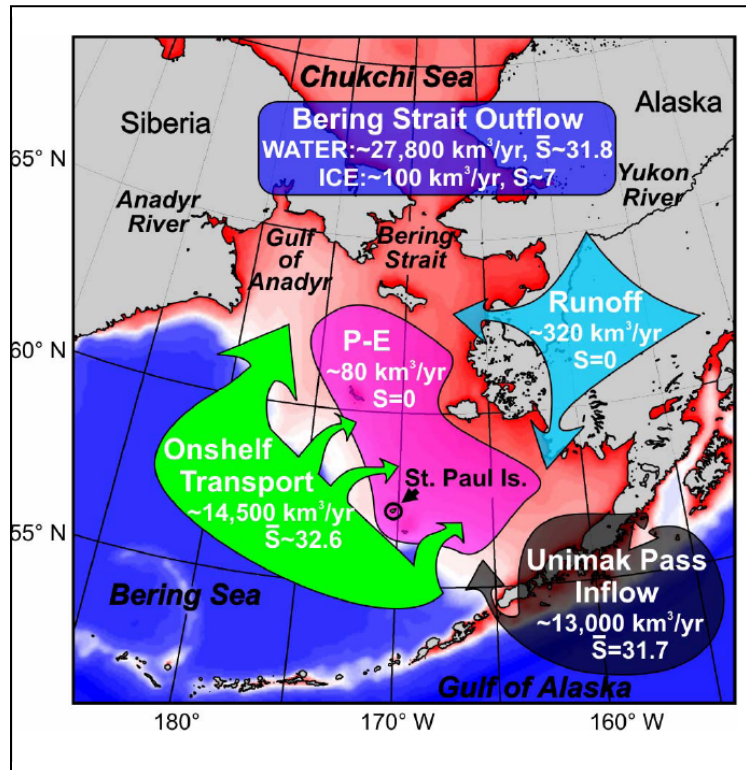 Chukchi Sea
Siberia
Alaska
Bering Strait Outflow
WATER:~27,800 km³/yr, S̅~31.8
ICE:~100 km³/yr, S~7
65° N
Yukon
River
Anadyr
River
Gulf
of
Anadyr
Bering
Strait
Runoff
~320 km³/yr
S=0
60° N
P-E
~80 km³/yr
S=0
Onshelf
Transport
~14,500 km³/yr
S̅~32.6
St. Paul Is.
55° N
Unimak Pass
Inflow
~13,000 km³/yr
S̅=31.7
Bering Sea
Gulf of Alaska
180°
170° W
160° W